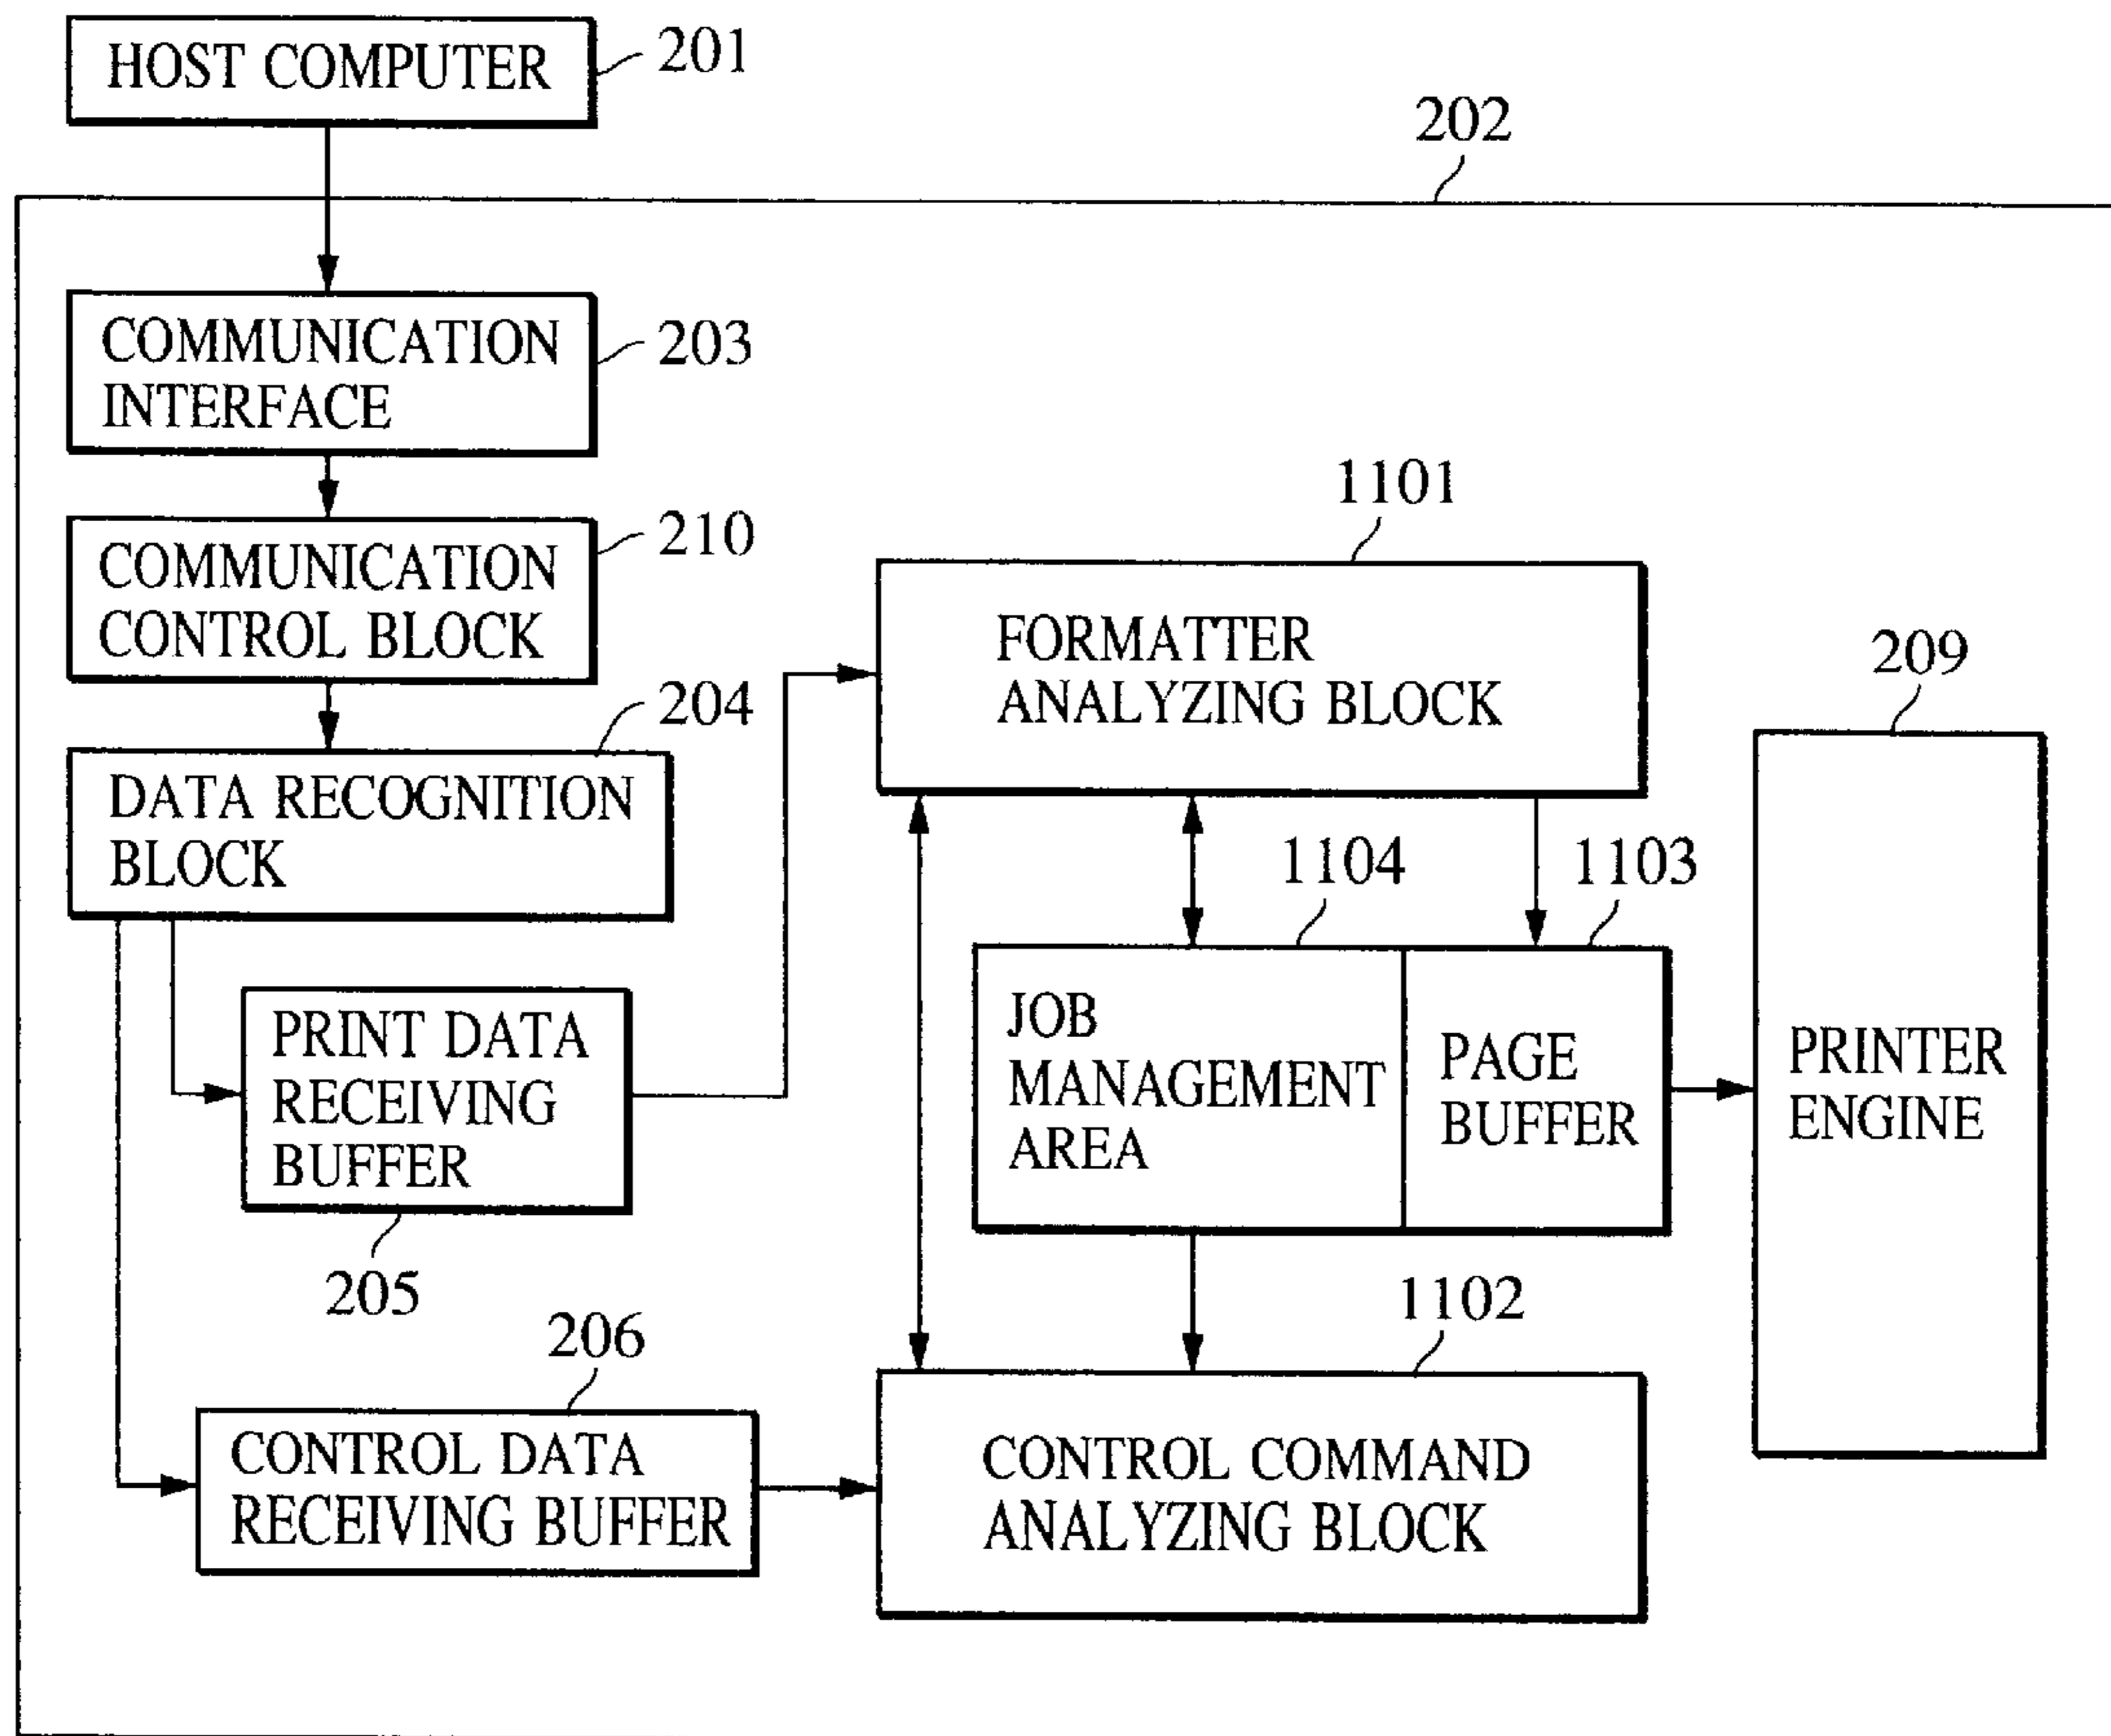 HOST COMPUTER
201
202
COMMUNICATION
INTERFACE
203
COMMUNICATION
CONTROL BLOCK
210
DATA RECOGNITION
BLOCK
204
PRINT DATA
RECEIVING
BUFFER
205
CONTROL DATA
RECEIVING BUFFER
206
1101
FORMATTER
ANALYZING BLOCK
1104
JOB
MANAGEMENT
AREA
1103
PAGE
BUFFER
1102
CONTROL COMMAND
ANALYZING BLOCK
209
PRINTER
ENGINE